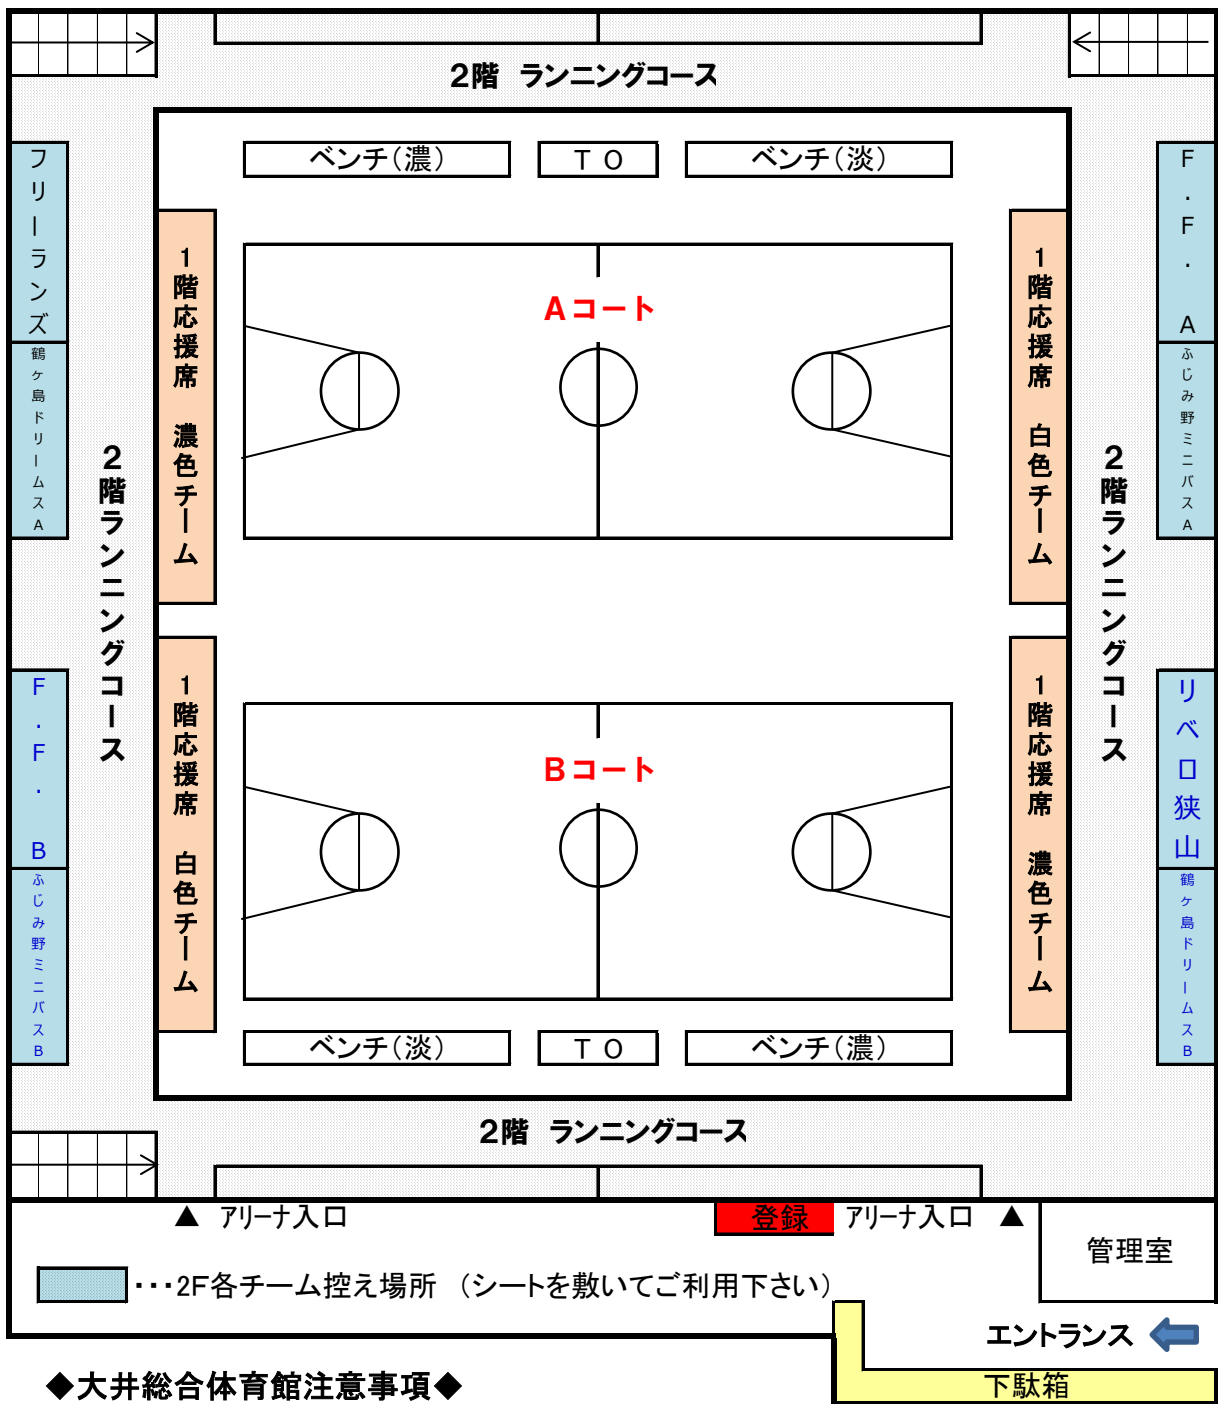 2階 ランニングコース
ベンチ(濃)
TO
ベンチ(淡)
フリーランズ
鶴ヶ島ドリームスA
F.F. A
ふじみ野ミニバスA
1階応援席 濃色チーム
1階応援席 白色チーム
Aコート
2階ランニングコース
2階ランニングコース
F.F. B
ふじみ野ミニバスB
リベロ狭山
鶴ヶ島ドリームスB
1階応援席 白色チーム
1階応援席 濃色チーム
Bコート
ベンチ(淡)
TO
ベンチ(濃)
2階 ランニングコース
▲ アリーナ入口
登録
アリーナ入口 ▲
管理室
・・・2F各チーム控え場所 (シートを敷いてご利用下さい)
エントランス
下駄箱
◆大井総合体育館注意事項◆